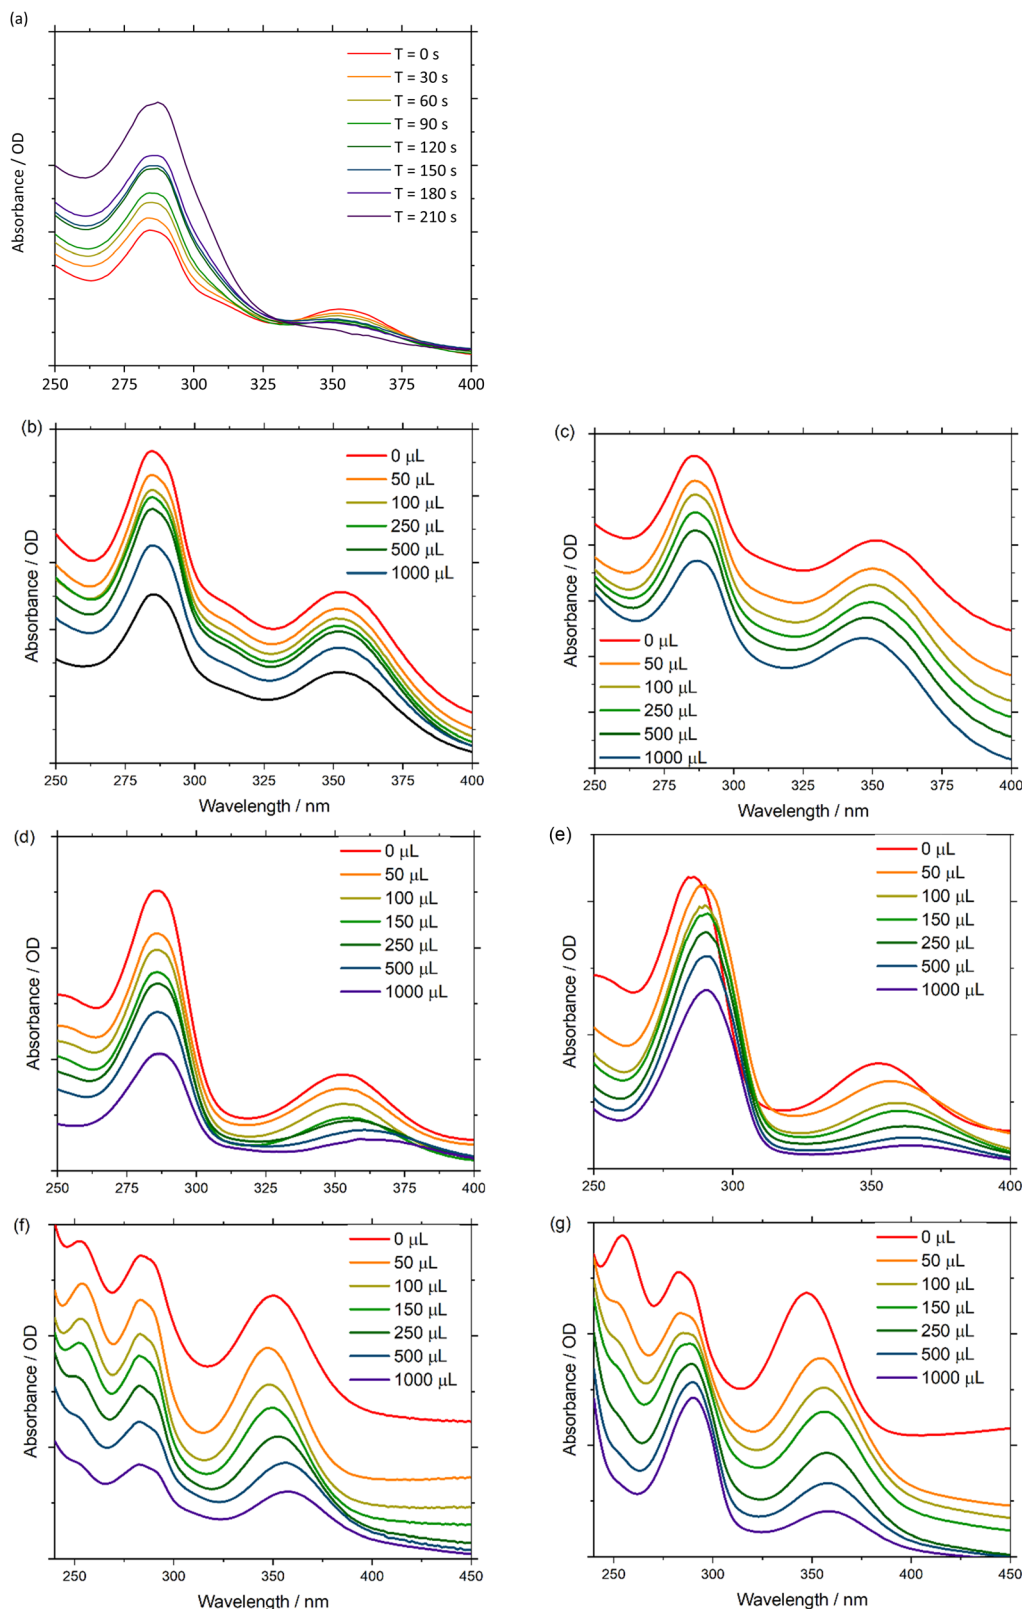 (a)
T = 0 s
T = 30 s
T = 60 s
T = 90 s
T = 120 s
T = 150 s
T = 180 s
T = 210 s
Absorbance / OD
250 275 300 325 350 375 400
(b)
0 μL
50 μL
100 μL
250 μL
500 μL
1000 μL
Absorbance / OD
250 275 300 325 350 375 400
Wavelength / nm
(c)
0 μL
50 μL
100 μL
250 μL
500 μL
1000 μL
Absorbance / OD
250 275 300 325 350 375 400
Wavelength / nm
(d)
0 μL
50 μL
100 μL
150 μL
250 μL
500 μL
1000 μL
Absorbance / OD
250 275 300 325 350 375 400
(e)
0 μL
50 μL
100 μL
150 μL
250 μL
500 μL
1000 μL
Absorbance / OD
250 300 350 400
(f)
0 μL
50 μL
100 μL
150 μL
250 μL
500 μL
1000 μL
Absorbance / OD
250 300 350 400 450
Wavelength / nm
(g)
0 μL
50 μL
100 μL
150 μL
250 μL
500 μL
1000 μL
Absorbance / OD
250 300 350 400 450
Wavelength / nm